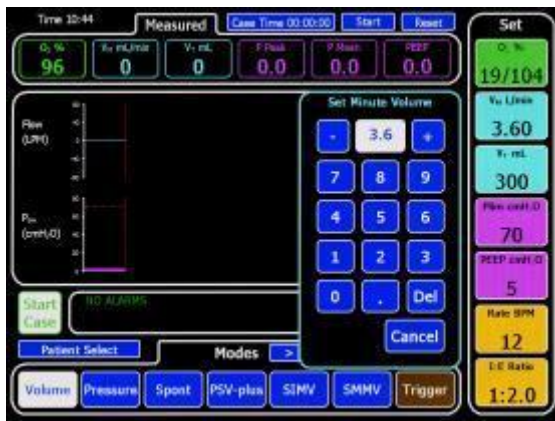 Time 10:44
Measured
Case Time 00:00:00
Start
Reset
Set
O₂ %
96
V̇ₘ mL/min
0
Vₜ mL
0
P Peak
0.0
P Mean
0.0
PEEP
0.0
O₂ %
19/104
L/min
3.60
Vₜ mL
300
cmH₂O
70
PEEP cmH₂O
5
Rate BPM
12
I:E Ratio
1:2.0
Flow
(LPM)
(cmH₂O)
Set Minute Volume
- 3.6 +
7 8 9
4 5 6
1 2 3
0 . Del
Cancel
Start
Case
NO ALARMS
Patient Select
Modes
>
Volume
Pressure
Spont
PSV-plus
SIMV
SMMV
Trigger